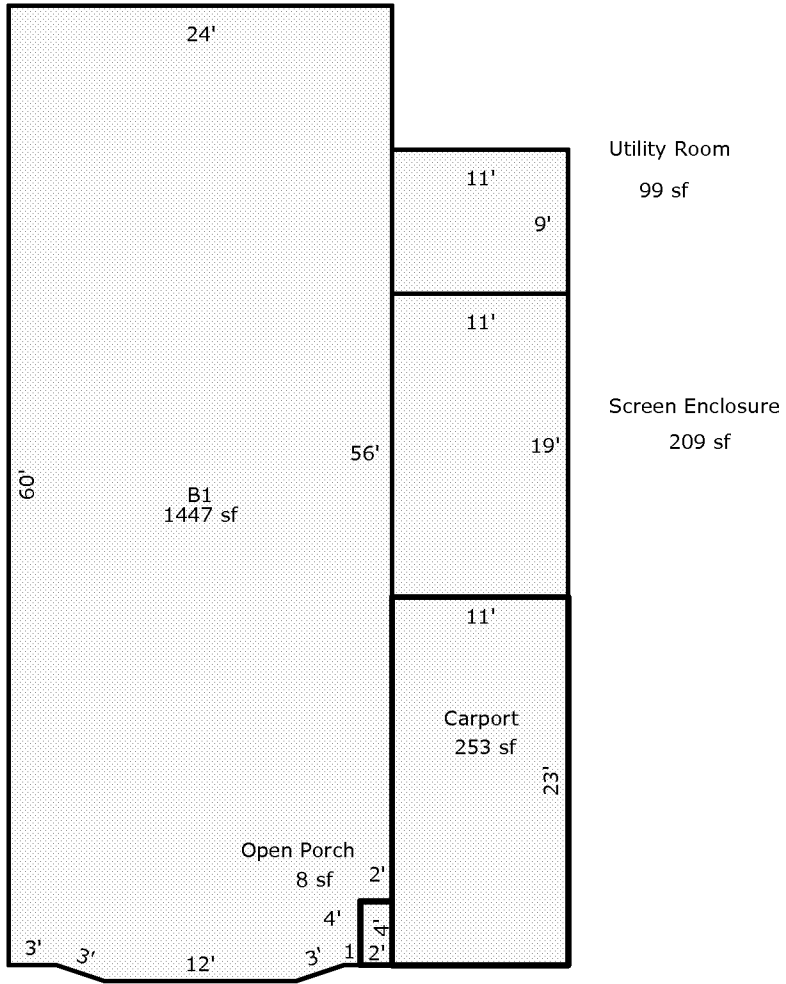 24'
Utility Room
11'
99 sf
9'
11'
Screen Enclosure
209 sf
56'
19'
60'
B1
1447 sf
11'
Carport
253 sf
23'
Open Porch
8 sf
2'
4'
4'
3'
3'
12'
3'
1
2'